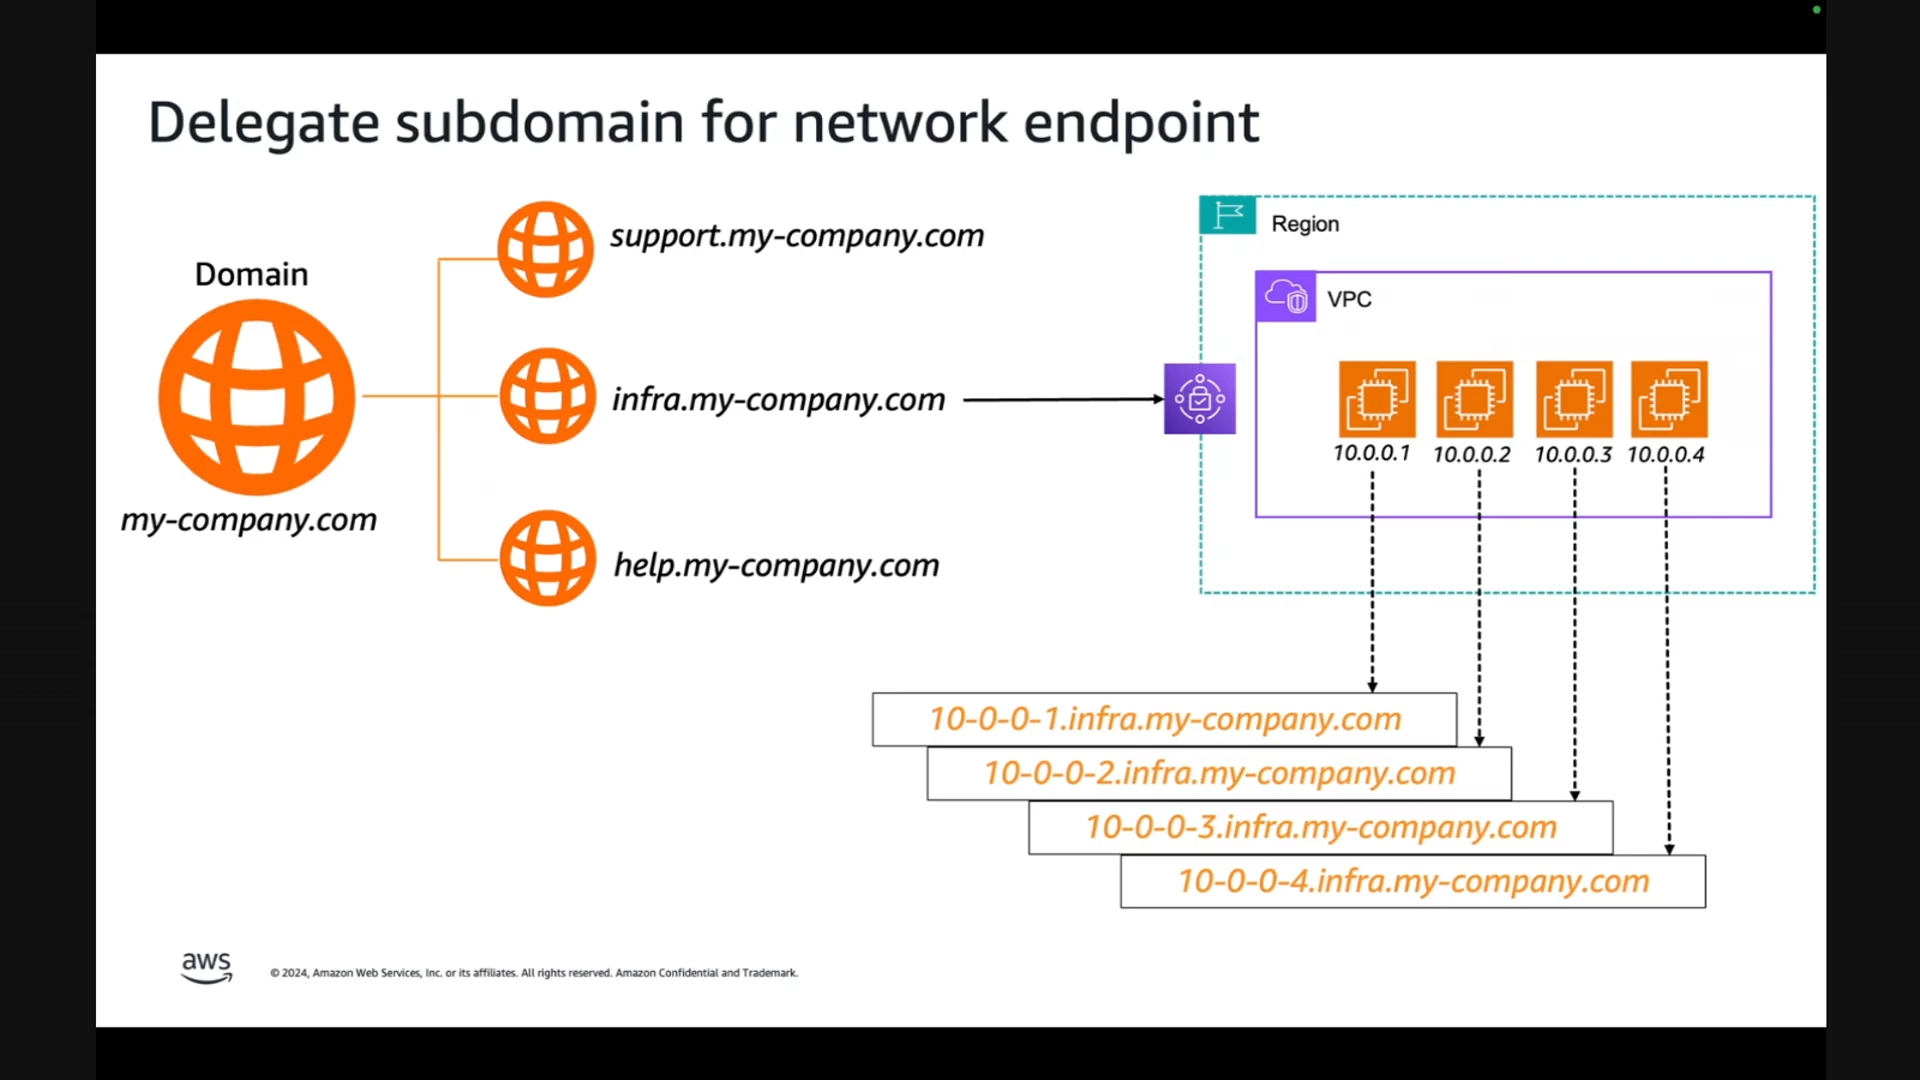 Delegate subdomain for network endpoint
Domain
my-company.com
support.my-company.com
infra.my-company.com
help.my-company.com
Region
VPC
10.0.0.1 10.0.0.2 10.0.0.3 10.0.0.4
10-0-0-1.infra.my-company.com
10-0-0-2.infra.my-company.com
10-0-0-3.infra.my-company.com
10-0-0-4.infra.my-company.com
aws
© 2024, Amazon Web Services, Inc. or its affiliates. All rights reserved. Amazon Confidential and Trademark.